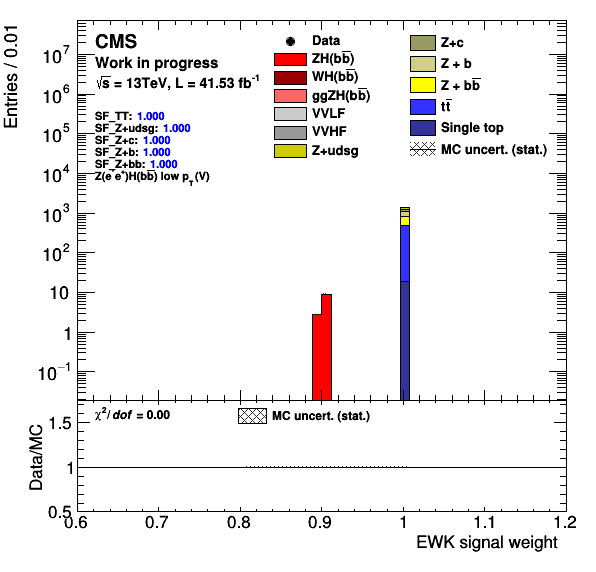 CMS
Work in progress
√s = 13TeV, L = 41.53 fb⁻¹
SF_TT: 1.000
SF_Z+udsg: 1.000
SF_Z+c: 1.000
SF_Z+b: 1.000
SF_Z+bb: 1.000
Z(e⁻e⁺)H(bb̅) low p_T(V)
Data
ZH(bb̅)
WH(bb̅)
ggZH(bb̅)
VVLF
VVHF
Z+udsg
Z+c
Z + b
Z + bb̅
tt̅
Single top
MC uncert. (stat.)
Entries / 0.01
10⁷
10⁶
10⁵
10⁴
10³
10²
10
1
10⁻¹
χ²/dof = 0.00
MC uncert. (stat.)
Data/MC
1.5
1
0.5
0.6 0.7 0.8 0.9 1 1.1 1.2
EWK signal weight